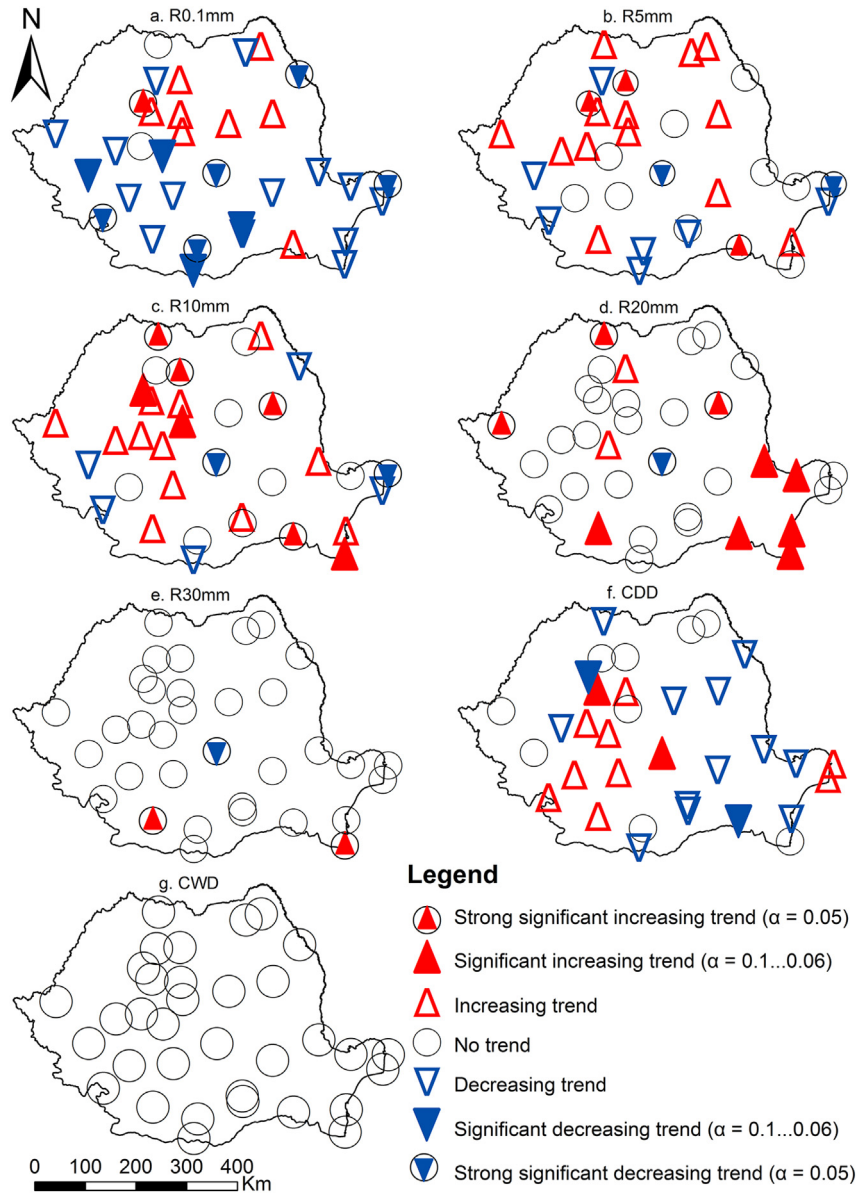 N
a. R0.1mm
b. R5mm
c. R10mm
d. R20mm
e. R30mm
f. CDD
g. CWD
Legend
Strong significant increasing trend (α = 0.05)
Significant increasing trend (α = 0.1...0.06)
Increasing trend
No trend
Decreasing trend
Significant decreasing trend (α = 0.1...0.06)
Strong significant decreasing trend (α = 0.05)
0 100 200 300 400
Km